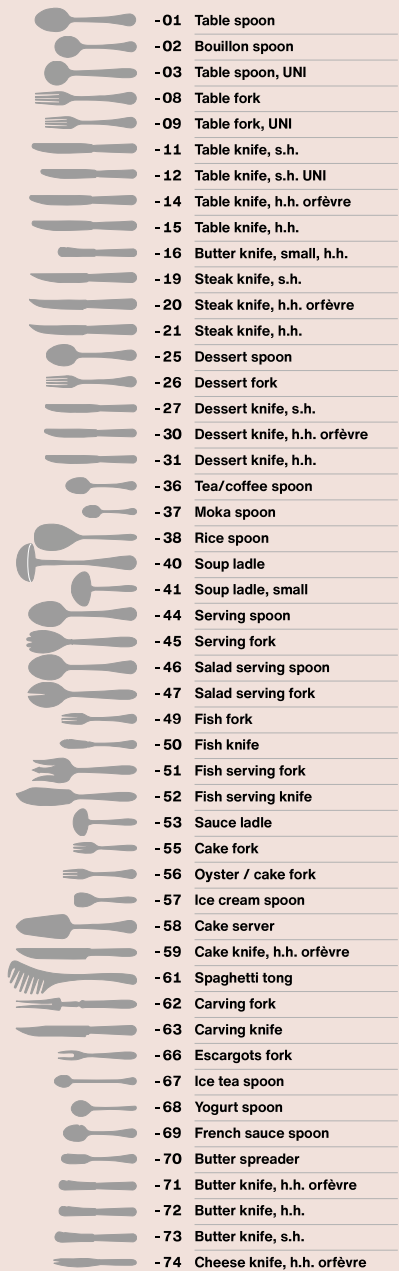 -01 Table spoon
-02 Bouillon spoon
-03 Table spoon, UNI
-08 Table fork
-09 Table fork, UNI
-11 Table knife, s.h.
-12 Table knife, s.h. UNI
-14 Table knife, h.h. orfèvre
-15 Table knife, h.h.
-16 Butter knife, small, h.h.
-19 Steak knife, s.h.
-20 Steak knife, h.h. orfèvre
-21 Steak knife, h.h.
-25 Dessert spoon
-26 Dessert fork
-27 Dessert knife, s.h.
-30 Dessert knife, h.h. orfèvre
-31 Dessert knife, h.h.
-36 Tea/coffee spoon
-37 Moka spoon
-38 Rice spoon
-40 Soup ladle
-41 Soup ladle, small
-44 Serving spoon
-45 Serving fork
-46 Salad serving spoon
-47 Salad serving fork
-49 Fish fork
-50 Fish knife
-51 Fish serving fork
-52 Fish serving knife
-53 Sauce ladle
-55 Cake fork
-56 Oyster / cake fork
-57 Ice cream spoon
-58 Cake server
-59 Cake knife, h.h. orfèvre
-61 Spaghetti tong
-62 Carving fork
-63 Carving knife
-66 Escargots fork
-67 Ice tea spoon
-68 Yogurt spoon
-69 French sauce spoon
-70 Butter spreader
-71 Butter knife, h.h. orfèvre
-72 Butter knife, h.h.
-73 Butter knife, s.h.
-74 Cheese knife, h.h. orfèvre